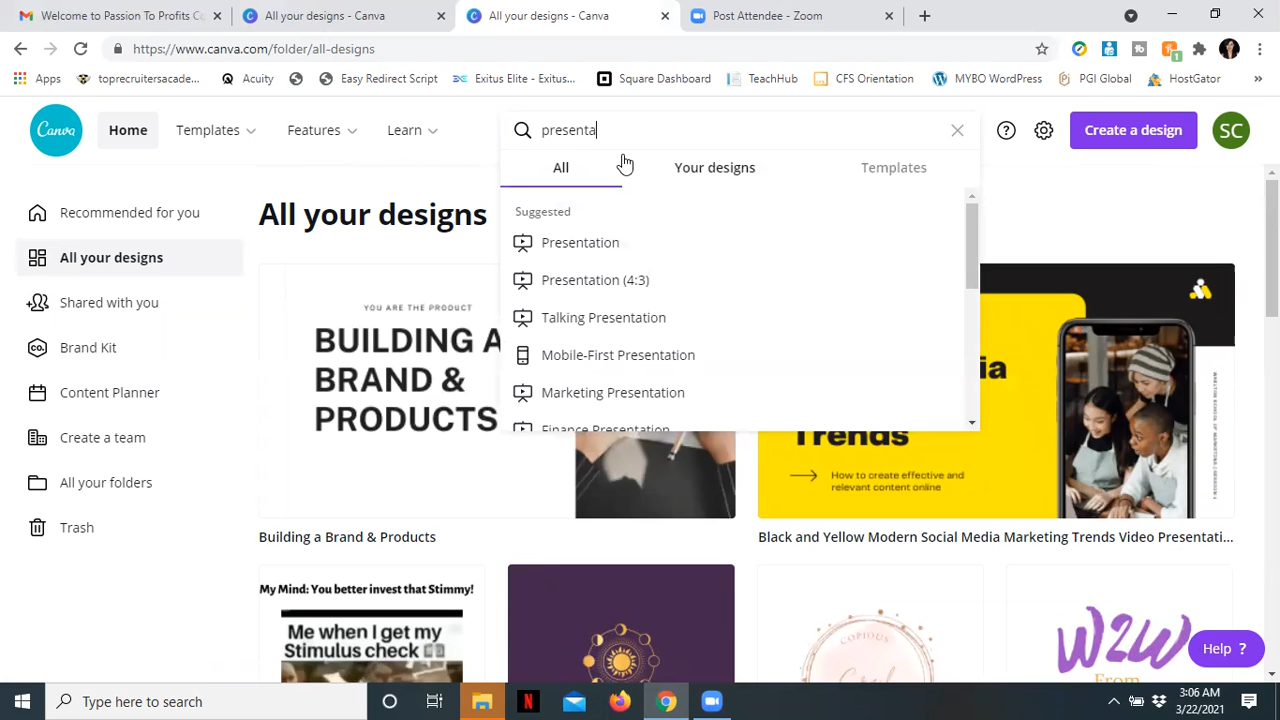 Welcome to Passion To Profits C
All your designs - Canva
All your designs - Canva
Post Attendee - Zoom
https://www.canva.com/folder/all-designs
1
Apps
toprecruitersacade...
Acuity
Easy Redirect Script
Exitus Elite - Exitus...
Square Dashboard
TeachHub
CFS Orientation
MYBO WordPress
PGI Global
HostGator
Canva
Home
Templates
Features
Learn
presenta
Create a design
SC
All
Your designs
Templates
Suggested
Presentation
Presentation (4:3)
Talking Presentation
Mobile-First Presentation
Marketing Presentation
Finance Presentation
Recommended for you
All your designs
Shared with you
Brand Kit
Content Planner
Create a team
All your folders
Trash
All your designs
YOU ARE THE PRODUCT
BUILDING A
BRAND &
PRODUCTS
Trends
How to create effective and
relevant content online
Building a Brand & Products
Black and Yellow Modern Social Media Marketing Trends Video Presentati...
My Mind: You better invest that Stimmy!
Me when I get my
Stimulus check
COPIOUS
W2W
From
Help ?
Type here to search
3:06 AM
3/22/2021